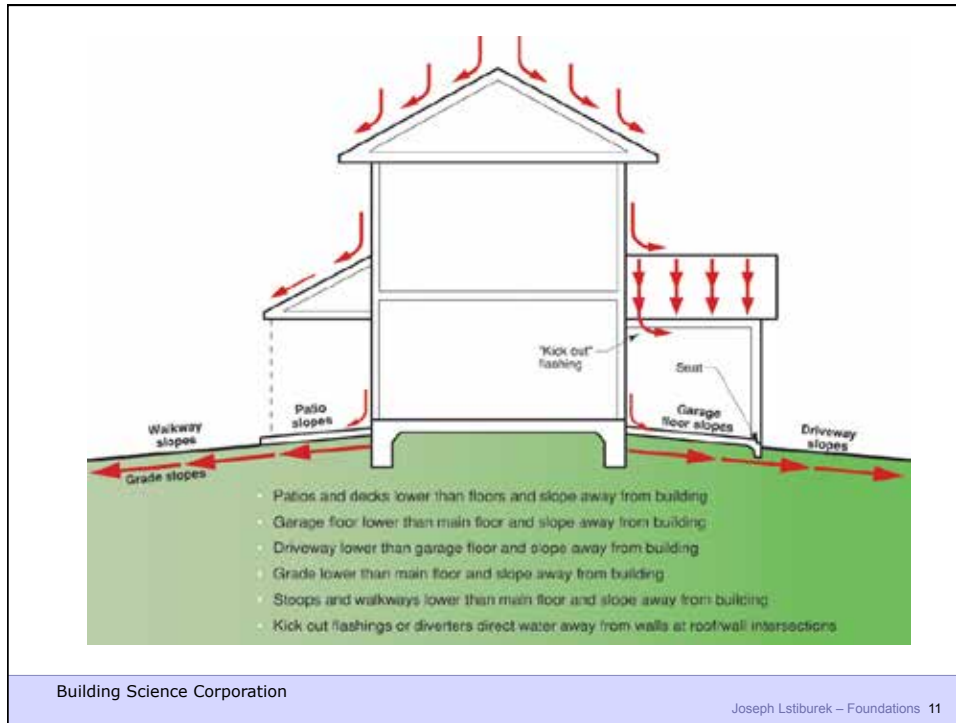 "Kick out"
flashing
Seat
Walkway
slopes
Patio
slopes
Garage
floor slopes
Driveway
slopes
Grade slopes
• Patios and decks lower than floors and slope away from building
• Garage floor lower than main floor and slope away from building
• Driveway lower than garage floor and slope away from building
• Grade lower than main floor and slope away from building
• Stoops and walkways lower than main floor and slope away from building
• Kick out flashings or diverters direct water away from walls at roof/wall intersections
Building Science Corporation
Joseph Lstiburek – Foundations 11